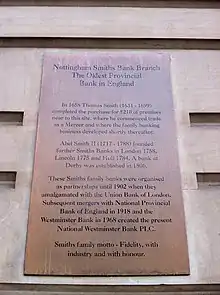 Nottingham Smiths Bank Branch
The Oldest Provincial
Bank in England
In 1658 Thomas Smith (1631 - 1699)
completed the purchase for £210 of premises
near to this site, where he commenced trade
as a Mercer and where the family banking
business developed shortly thereafter.
Abel Smith II (1717 - 1788) founded
further Smiths Banks in London 1758,
Lincoln 1775 and Hull 1784. A bank at
Derby was established in
These Smiths family banks were organised
as partnerships until 1902 when they
amalgamated with the Union Bank of London.
Subsequent mergers with National Provincial
Bank of England in 1918 and the
Westminster Bank in 1968 created the present
National Westminster Bank PLC.
Smiths family motto - Fidelity, with
industry and with honour.